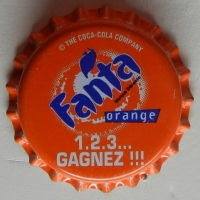 © THE COCA-COLA COMPANY
Fanta
orange
1.2.3...
GAGNEZ !!!